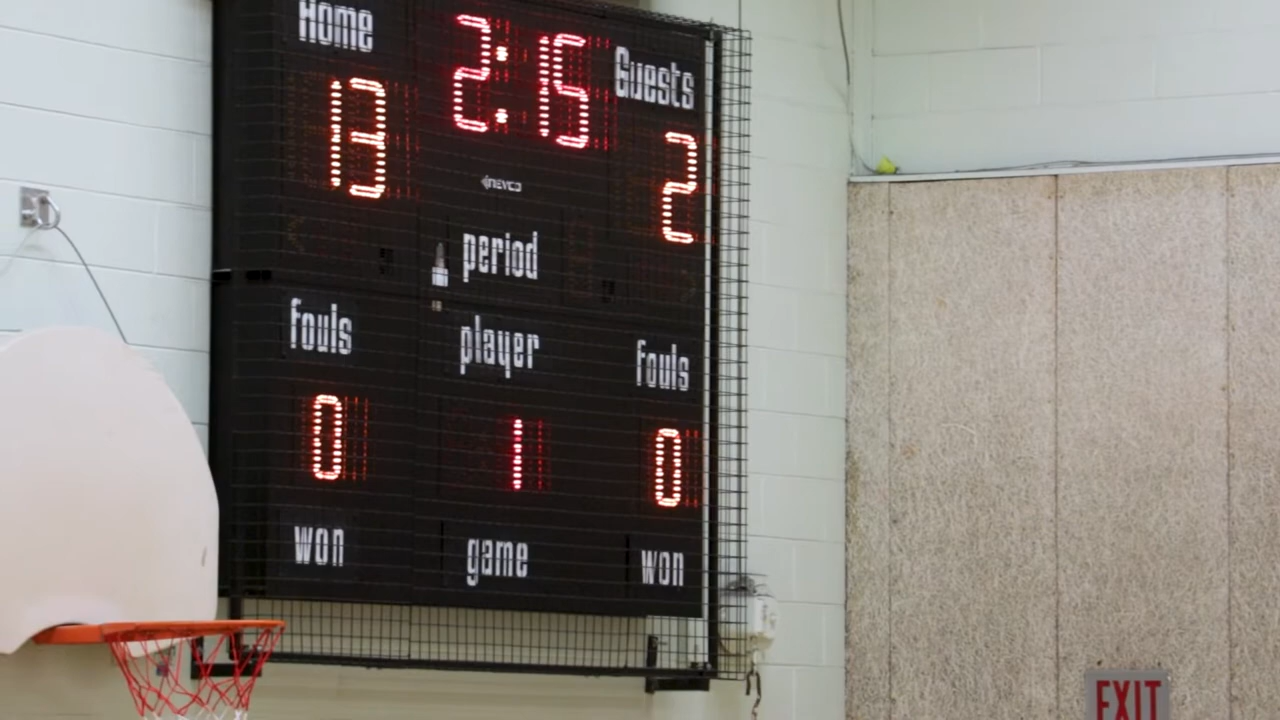 Home 2:15 Guests
13 2
NEVCO
period
fouls player fouls
0 1 0
won game won
EXIT